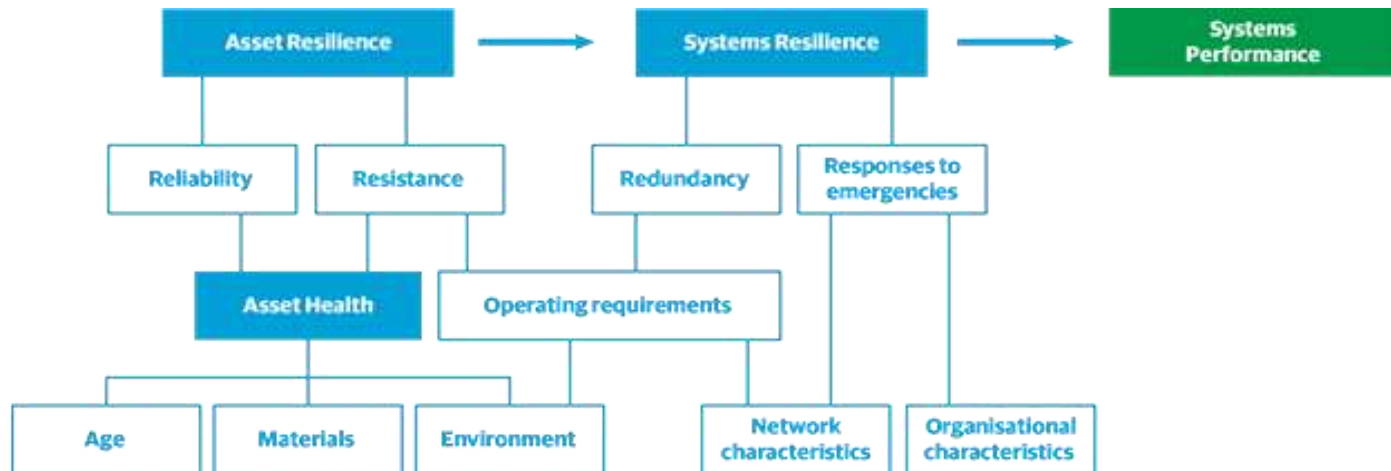 Asset Resilience
Systems Resilience
Systems
Performance
Reliability
Resistance
Redundancy
Responses to
emergencies
Asset Health
Operating requirements
Age
Materials
Environment
Network
characteristics
Organisational
characteristics